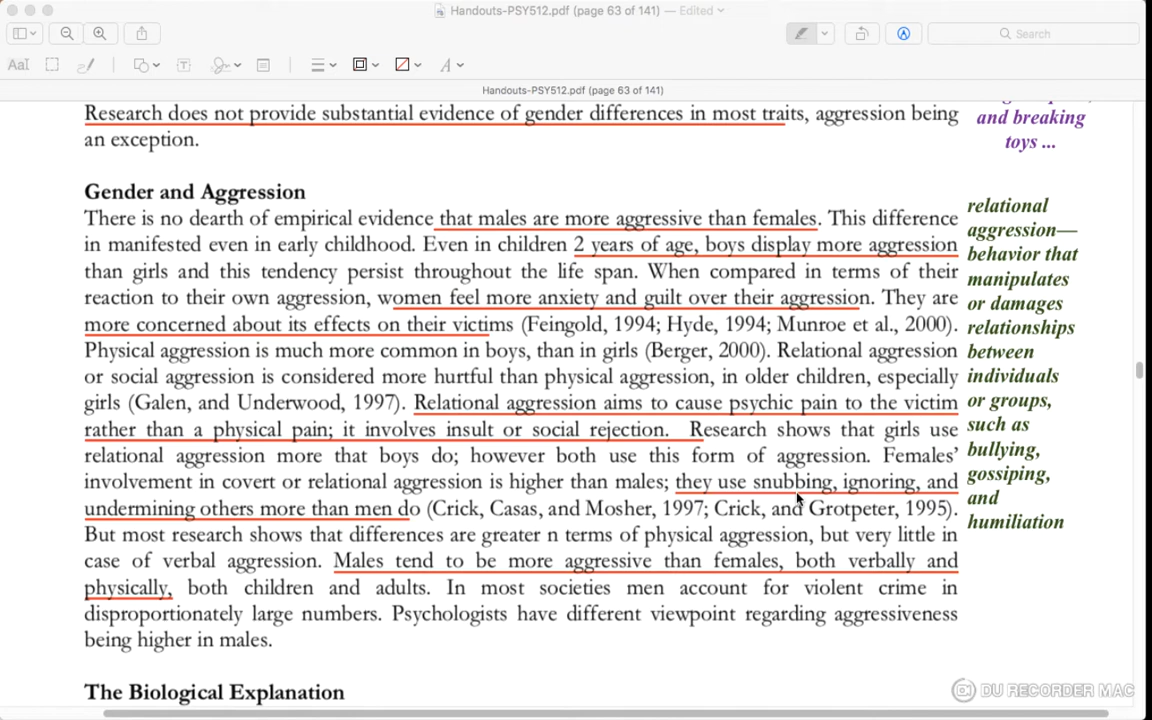 Handouts-PSY512.pdf (page 63 of 141) — Edited
Search
AaI
Handouts-PSY512.pdf (page 63 of 141)
Research does not provide substantial evidence of gender differences in most traits, aggression being
an exception.
and breaking
toys ...
Gender and Aggression
There is no dearth of empirical evidence that males are more aggressive than females. This difference
in manifested even in early childhood. Even in children 2 years of age, boys display more aggression
than girls and this tendency persist throughout the life span. When compared in terms of their
reaction to their own aggression, women feel more anxiety and guilt over their aggression. They are
more concerned about its effects on their victims (Feingold, 1994; Hyde, 1994; Munroe et al., 2000).
Physical aggression is much more common in boys, than in girls (Berger, 2000). Relational aggression
or social aggression is considered more hurtful than physical aggression, in older children, especially
girls (Galen, and Underwood, 1997). Relational aggression aims to cause psychic pain to the victim
rather than a physical pain; it involves insult or social rejection. Research shows that girls use
relational aggression more that boys do; however both use this form of aggression. Females’
involvement in covert or relational aggression is higher than males; they use snubbing, ignoring, and
undermining others more than men do (Crick, Casas, and Mosher, 1997; Crick, and Grotpeter, 1995).
But most research shows that differences are greater n terms of physical aggression, but very little in
case of verbal aggression. Males tend to be more aggressive than females, both verbally and
physically, both children and adults. In most societies men account for violent crime in
disproportionately large numbers. Psychologists have different viewpoint regarding aggressiveness
being higher in males.
relational
aggression—
behavior that
manipulates
or damages
relationships
between
individuals
or groups,
such as
bullying,
gossiping,
and
humiliation
The Biological Explanation
DU RECORDER MAC